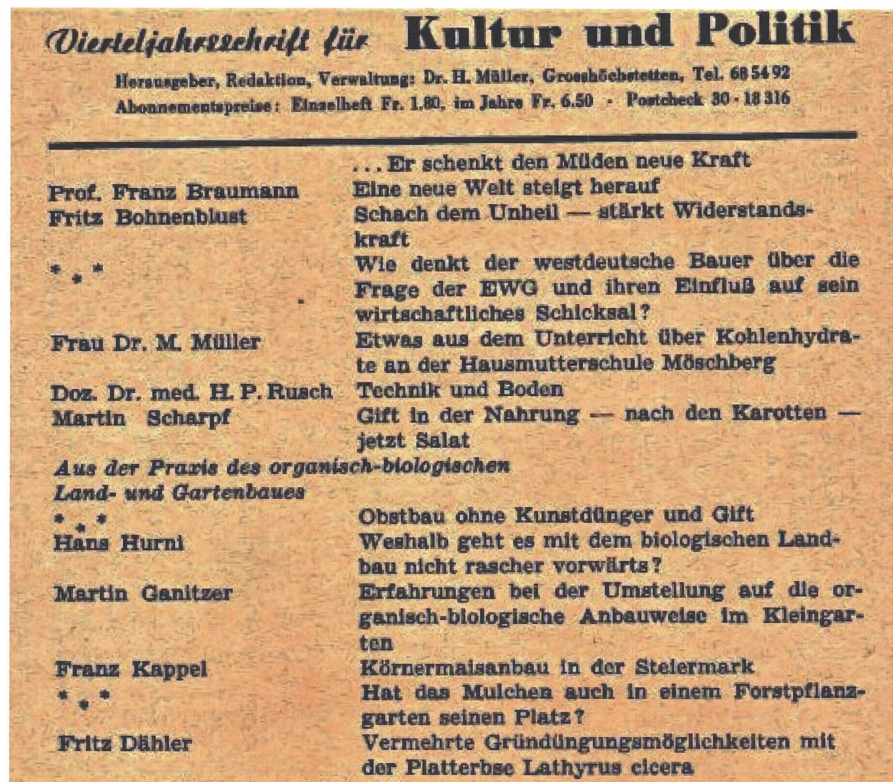 Vierteljahrsschrift für Kultur und Politik
Herausgeber, Redaktion, Verwaltung: Dr. H. Müller, Grosshöchstetten, Tel. 68 54 92
Abonnementspreise: Einzelheft Fr. 1.80, im Jahre Fr. 6.50 · Postcheck 30 - 18 316
... Er schenkt den Müden neue Kraft
Prof. Franz Braumann Eine neue Welt steigt herauf
Fritz Bohnenblust Schach dem Unheil — stärkt Widerstands-
kraft
* * * Wie denkt der westdeutsche Bauer über die
Frage der EWG und ihren Einfluß auf sein
wirtschaftliches Schicksal?
Frau Dr. M. Müller Etwas aus dem Unterricht über Kohlenhydra-
te an der Hausmutterschule Möschberg
Doz. Dr. med. H. P. Rusch Technik und Boden
Martin Scharpf Gift in der Nahrung — nach den Karotten —
jetzt Salat
Aus der Praxis des organisch-biologischen
Land- und Gartenbaues
* * * Obstbau ohne Kunstdünger und Gift
Hans Hurni Weshalb geht es mit dem biologischen Land-
bau nicht rascher vorwärts?
Martin Ganitzer Erfahrungen bei der Umstellung auf die or-
ganisch-biologische Anbauweise im Kleingar-
ten
Franz Kappel Körnermaisanbau in der Steiermark
* * * Hat das Mulchen auch in einem Forstpflanz-
garten seinen Platz?
Fritz Dähler Vermehrte Gründüngungsmöglichkeiten mit
der Platterbse Lathyrus cicera